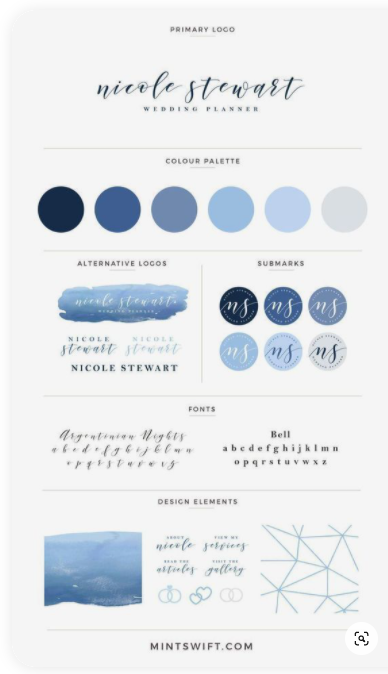 PRIMARY LOGO
nicole stewart
WEDDING PLANNER
COLOUR PALETTE
ALTERNATIVE LOGOS
SUBMARKS
nicole stewart
WEDDING PLANNER
NICOLE
stewart
NICOLE
stewart
NICOLE STEWART
ns
ns
ns
ns
ns
ns
FONTS
Argentinian Nights
a b c d e f g h i j k l m n
o p q r s t u v w x y z
Bell
a b c d e f g h i j k l m n
o p q r s t u v w x z
DESIGN ELEMENTS
ABOUT
nicole
VIEW MY
services
READ THE
articles
VISIT THE
gallery
MINTSWIFT.COM